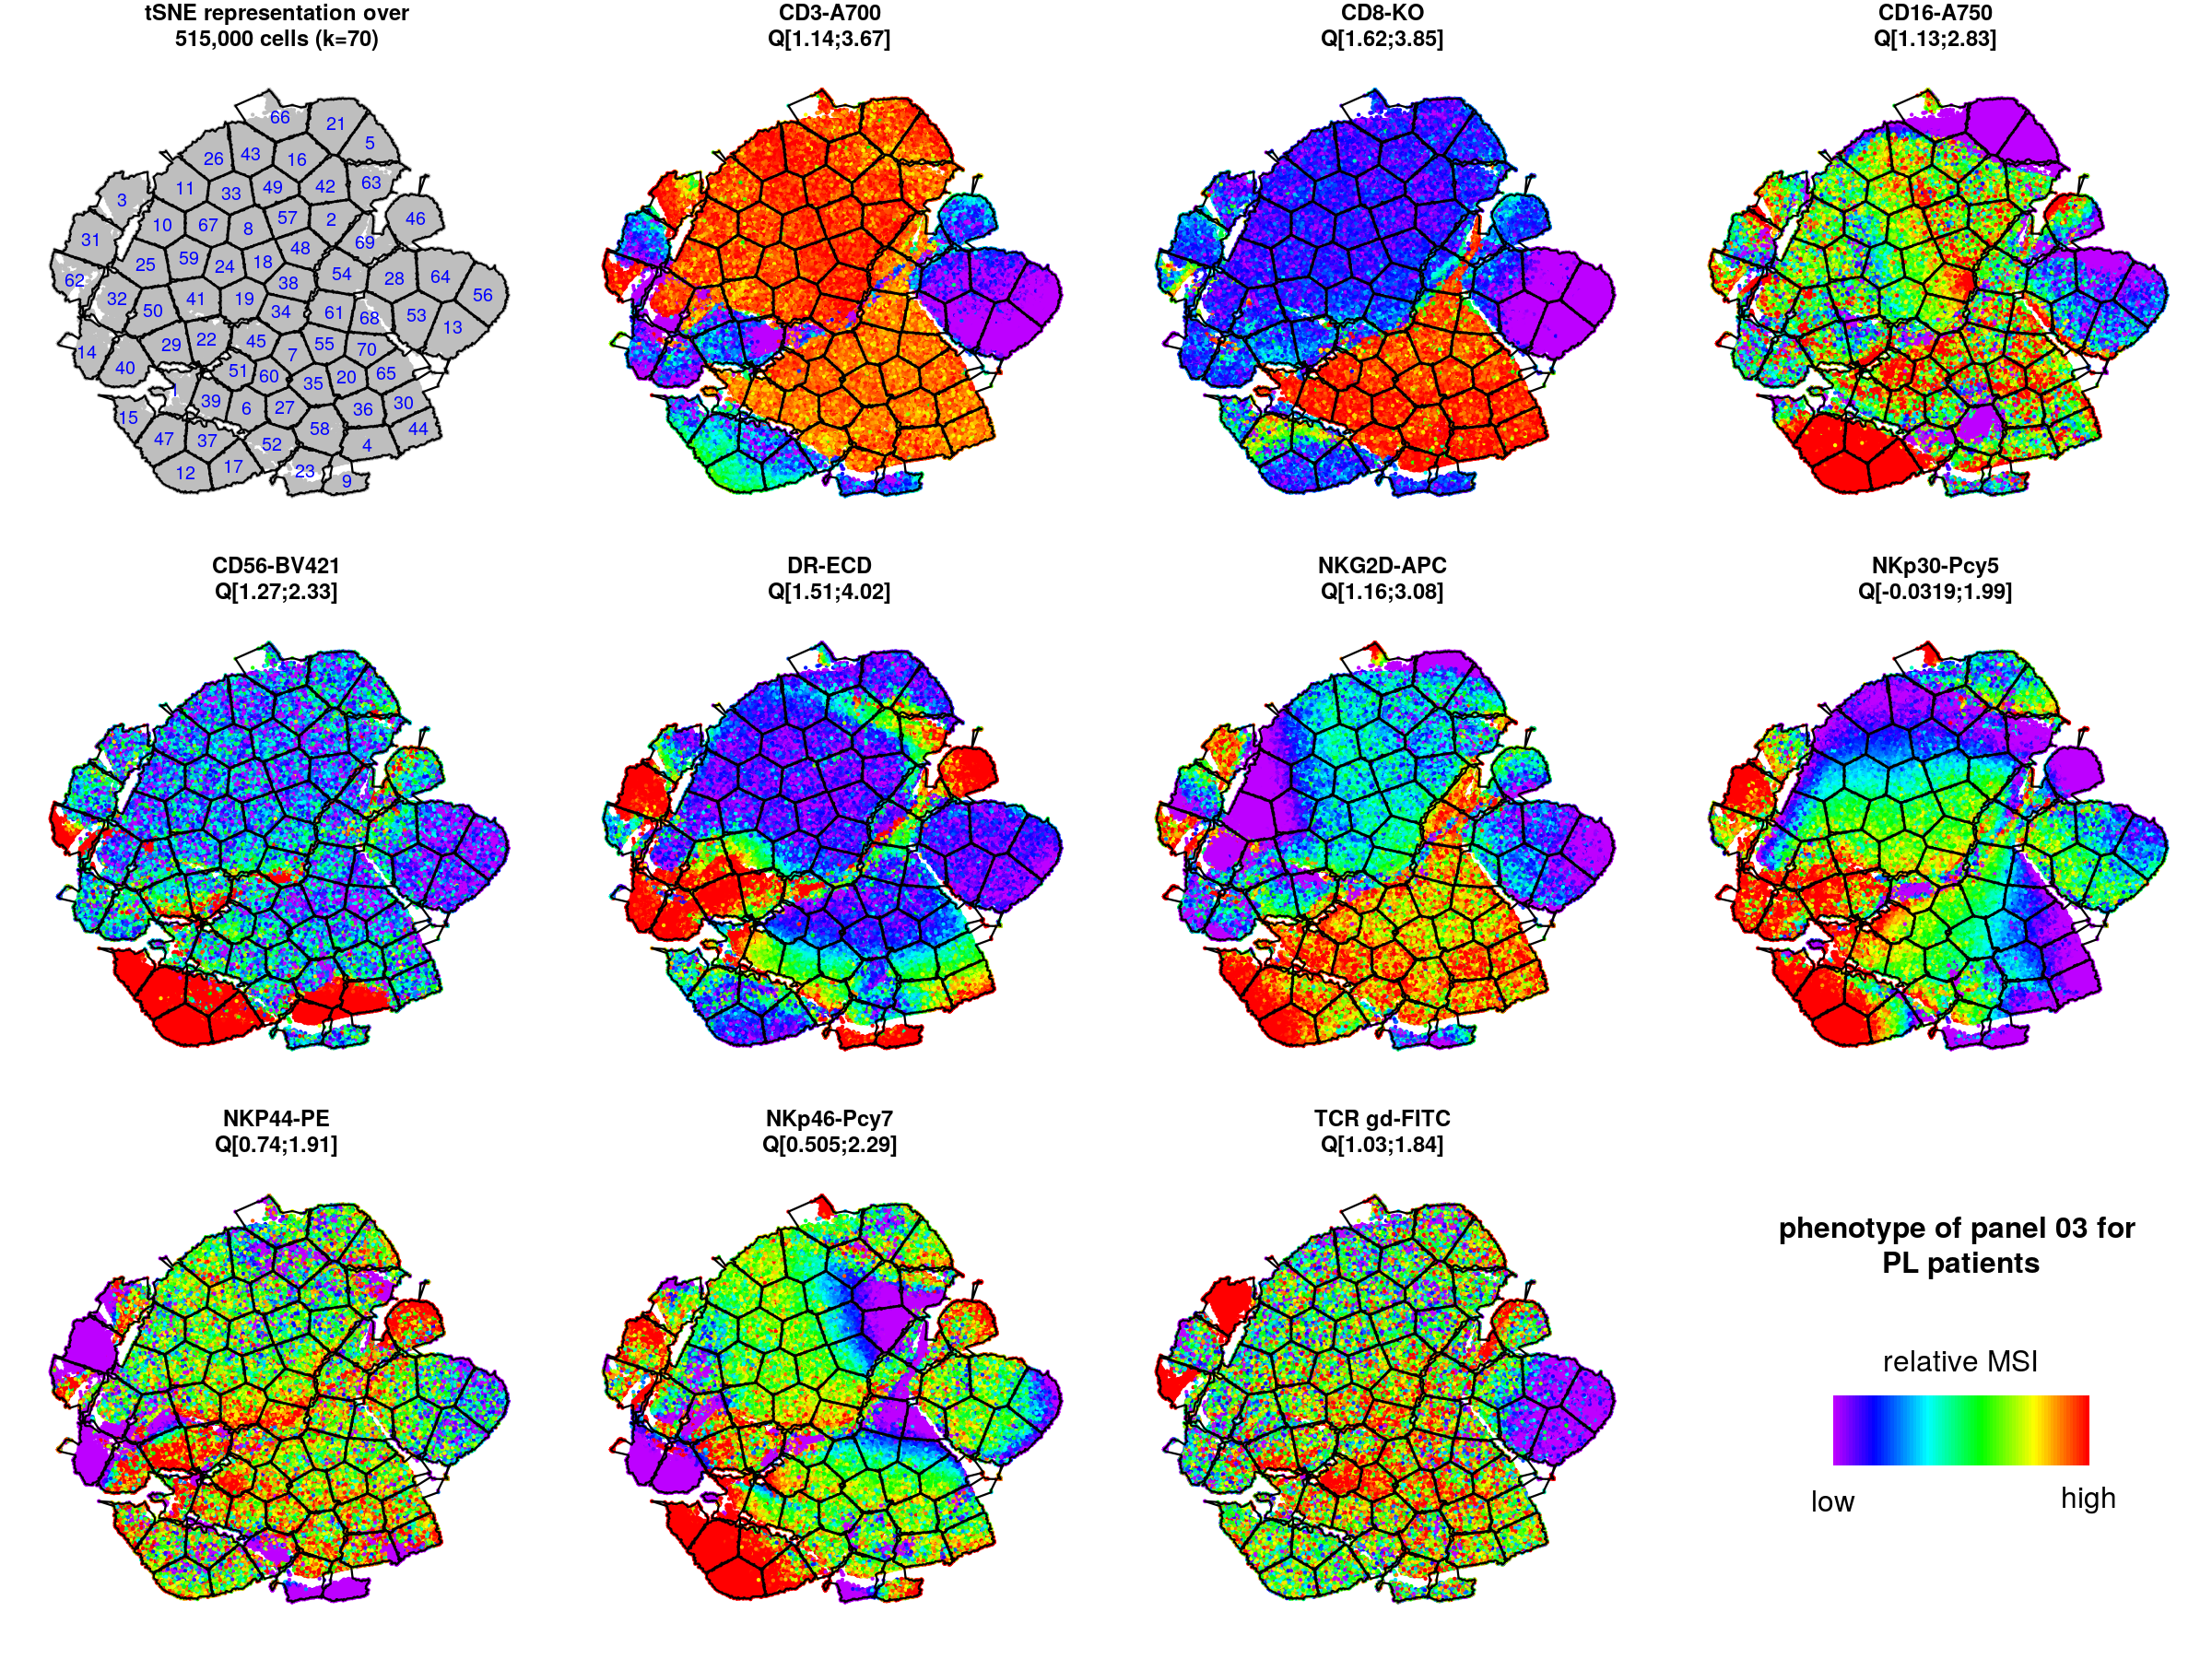 tSNE representation over
515,000 cells (k=70)
CD3-A700
Q[1.14;3.67]
CD8-KO
Q[1.62;3.85]
CD16-A750
Q[1.13;2.83]
66
21
5
26
43
16
11
33
49
42
63
3
10
67
8
57
2
46
31
25
59
24
18
48
69
62
32
50
41
19
38
54
28
64
56
34
61
68
53
13
14
40
29
22
45
7
55
70
51
60
35
20
65
1
39
6
27
36
30
15
47
37
52
58
4
44
12
17
23
9
CD56-BV421
Q[1.27;2.33]
DR-ECD
Q[1.51;4.02]
NKG2D-APC
Q[1.16;3.08]
NKp30-Pcy5
Q[-0.0319;1.99]
NKP44-PE
Q[0.74;1.91]
NKp46-Pcy7
Q[0.505;2.29]
TCR gd-FITC
Q[1.03;1.84]
phenotype of panel 03 for
PL patients
relative MSI
low
high